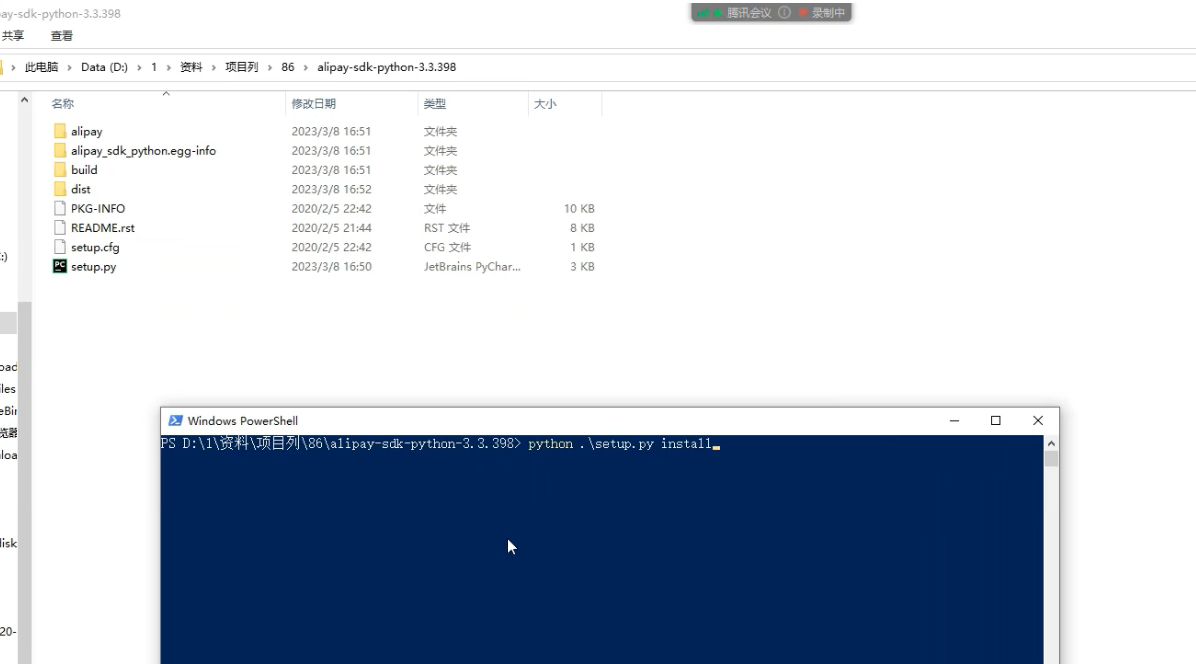 ay-sdk-python-3.3.398
腾讯会议 录制中
共享 查看
此电脑 › Data (D:) › 1 › 资料 › 项目列 › 86 › alipay-sdk-python-3.3.398
名称 修改日期 类型 大小
alipay 2023/3/8 16:51 文件夹
alipay_sdk_python.egg-info 2023/3/8 16:51 文件夹
build 2023/3/8 16:51 文件夹
dist 2023/3/8 16:52 文件夹
PKG-INFO 2020/2/5 22:42 文件 10 KB
README.rst 2020/2/5 21:44 RST 文件 8 KB
setup.cfg 2020/2/5 22:42 CFG 文件 1 KB
PC setup.py 2023/3/8 16:50 JetBrains PyChar... 3 KB
:)
oad
iles
eBin
览器
nloa
disk
20-
Windows PowerShell
PS D:\1\资料\项目列\86\alipay-sdk-python-3.3.398> python .\setup.py install